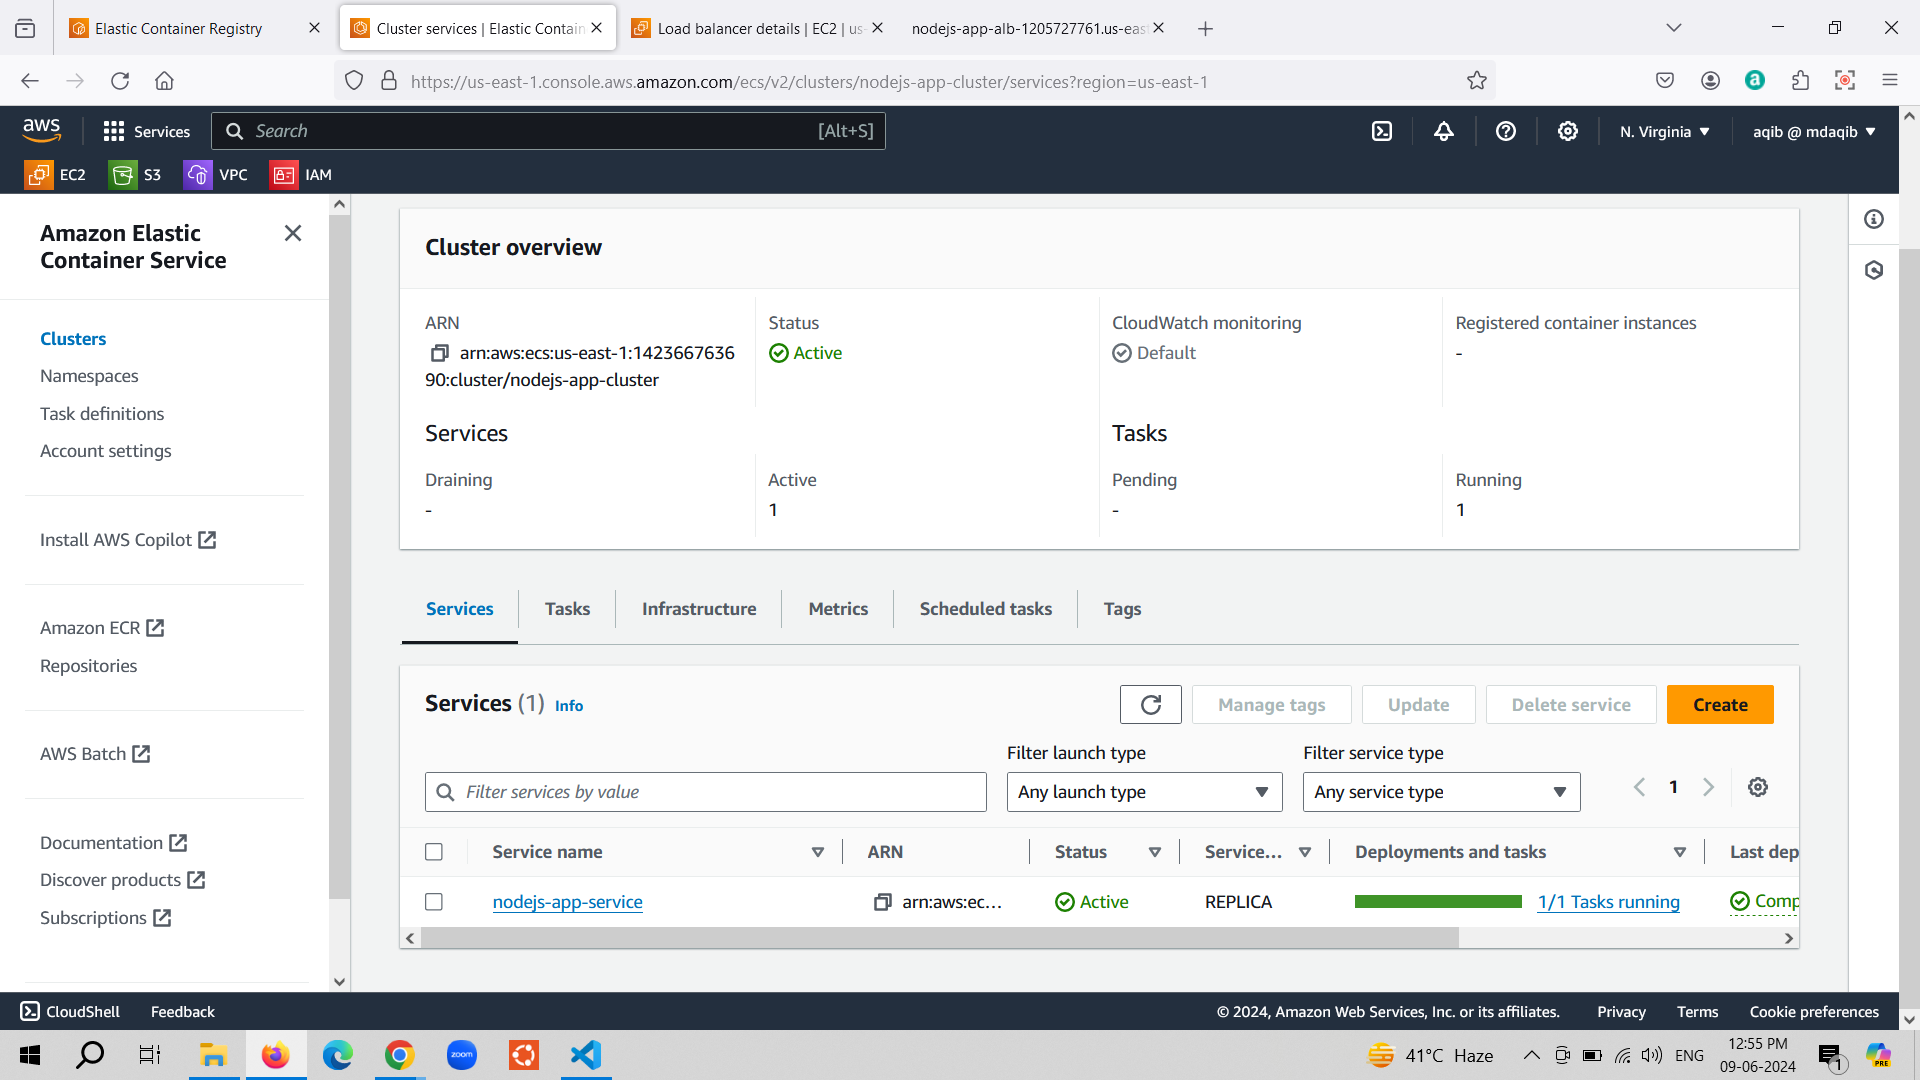 Elastic Container Registry
Cluster services | Elastic Contain
Load balancer details | EC2 | us-
nodejs-app-alb-1205727761.us-east
https://us-east-1.console.aws.amazon.com/ecs/v2/clusters/nodejs-app-cluster/services?region=us-east-1
aws
Services
Search
[Alt+S]
N. Virginia
aqib @ mdaqib
EC2
S3
VPC
IAM
Amazon Elastic
Container Service
Clusters
Namespaces
Task definitions
Account settings
Install AWS Copilot
Amazon ECR
Repositories
AWS Batch
Documentation
Discover products
Subscriptions
Cluster overview
ARN
arn:aws:ecs:us-east-1:1423667636
90:cluster/nodejs-app-cluster
Status
Active
CloudWatch monitoring
Default
Registered container instances
-
Services
Tasks
Draining
-
Active
1
Pending
-
Running
1
Services
Tasks
Infrastructure
Metrics
Scheduled tasks
Tags
Services (1) Info
Manage tags
Update
Delete service
Create
Filter launch type
Filter service type
Filter services by value
Any launch type
Any service type
1
Service name
ARN
Status
Service...
Deployments and tasks
Last dep
nodejs-app-service
arn:aws:ec...
Active
REPLICA
1/1 Tasks running
Comp
CloudShell
Feedback
© 2024, Amazon Web Services, Inc. or its affiliates.
Privacy
Terms
Cookie preferences
zoom
41°C Haze
ENG
12:55 PM
09-06-2024
1
PRE